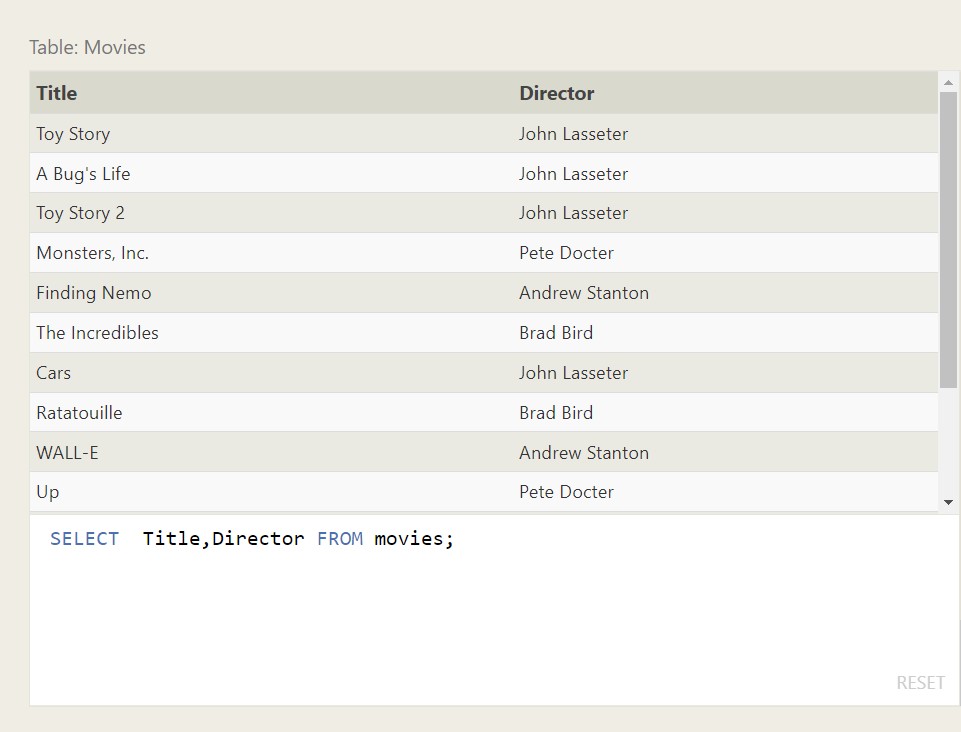 Table: Movies
Title Director
Toy Story John Lasseter
A Bug's Life John Lasseter
Toy Story 2 John Lasseter
Monsters, Inc. Pete Docter
Finding Nemo Andrew Stanton
The Incredibles Brad Bird
Cars John Lasseter
Ratatouille Brad Bird
WALL-E Andrew Stanton
Up Pete Docter
SELECT  Title,Director FROM movies;
RESET